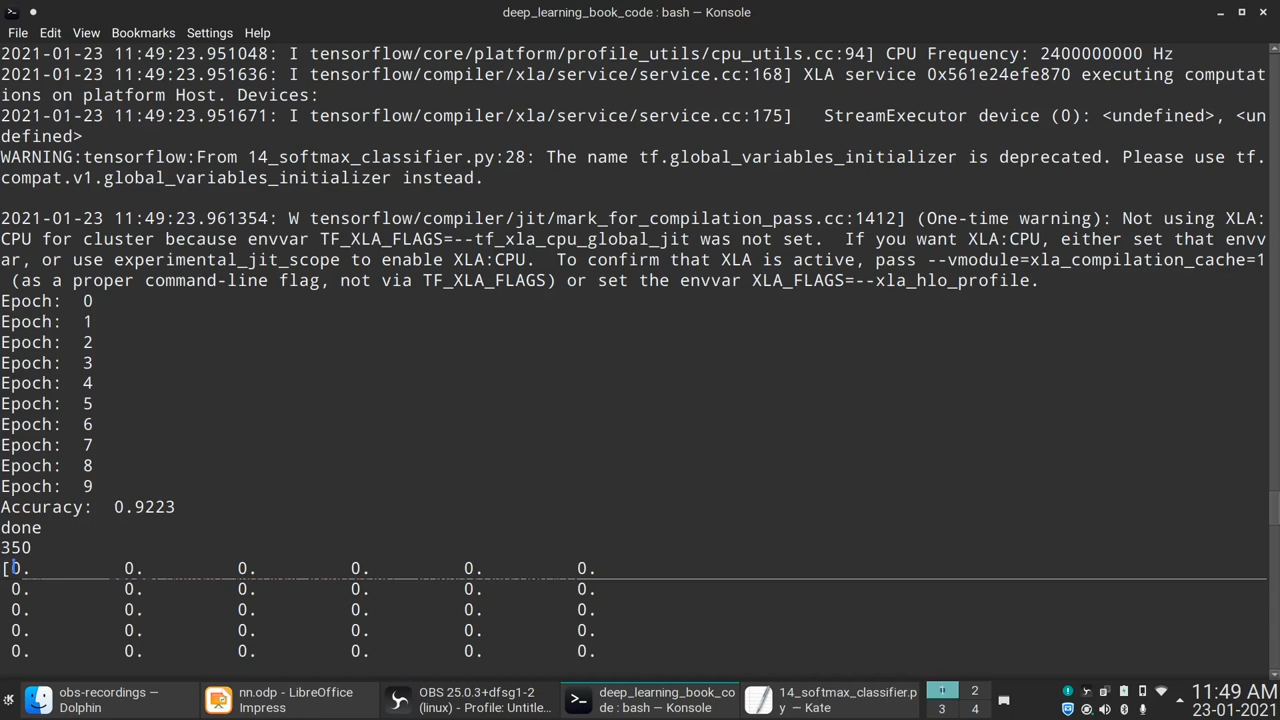 deep_learning_book_code : bash — Konsole
File Edit View Bookmarks Settings Help
2021-01-23 11:49:23.951048: I tensorflow/core/platform/profile_utils/cpu_utils.cc:94] CPU Frequency: 2400000000 Hz
2021-01-23 11:49:23.951636: I tensorflow/compiler/xla/service/service.cc:168] XLA service 0x561e24efe870 executing computat
ions on platform Host. Devices:
2021-01-23 11:49:23.951671: I tensorflow/compiler/xla/service/service.cc:175]   StreamExecutor device (0): <undefined>, <un
defined>
WARNING:tensorflow:From 14_softmax_classifier.py:28: The name tf.global_variables_initializer is deprecated. Please use tf.
compat.v1.global_variables_initializer instead.
2021-01-23 11:49:23.961354: W tensorflow/compiler/jit/mark_for_compilation_pass.cc:1412] (One-time warning): Not using XLA:
CPU for cluster because envvar TF_XLA_FLAGS=--tf_xla_cpu_global_jit was not set.  If you want XLA:CPU, either set that envv
ar, or use experimental_jit_scope to enable XLA:CPU.  To confirm that XLA is active, pass --vmodule=xla_compilation_cache=1
(as a proper command-line flag, not via TF_XLA_FLAGS) or set the envvar XLA_FLAGS=--xla_hlo_profile.
Epoch:  0
Epoch:  1
Epoch:  2
Epoch:  3
Epoch:  4
Epoch:  5
Epoch:  6
Epoch:  7
Epoch:  8
Epoch:  9
Accuracy:  0.9223
done
350
[0. 0. 0. 0. 0. 0.
0. 0. 0. 0. 0. 0.
0. 0. 0. 0. 0. 0.
0. 0. 0. 0. 0. 0.
0. 0. 0. 0. 0. 0.
obs-recordings — Dolphin
nn.odp - LibreOffice Impress
OBS 25.0.3+dfsg1-2 (linux) - Profile: Untitle...
deep_learning_book_co de : bash — Konsole
14_softmax_classifier.p y — Kate
1 2
3 4
11:49 AM
23-01-2021